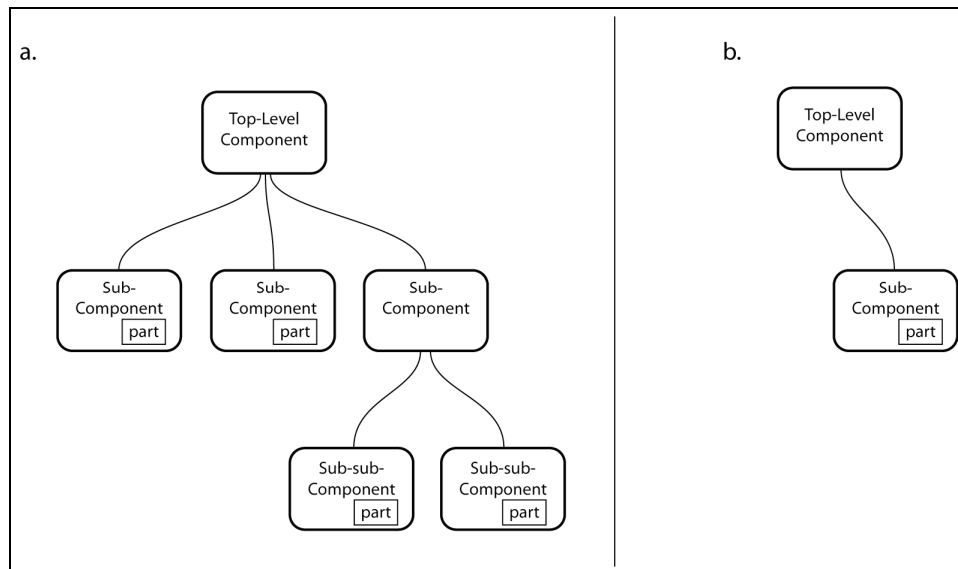 a.
Top-Level
Component
Sub-
Component
part
Sub-
Component
part
Sub-
Component
Sub-sub-
Component
part
Sub-sub-
Component
part
b.
Top-Level
Component
Sub-
Component
part